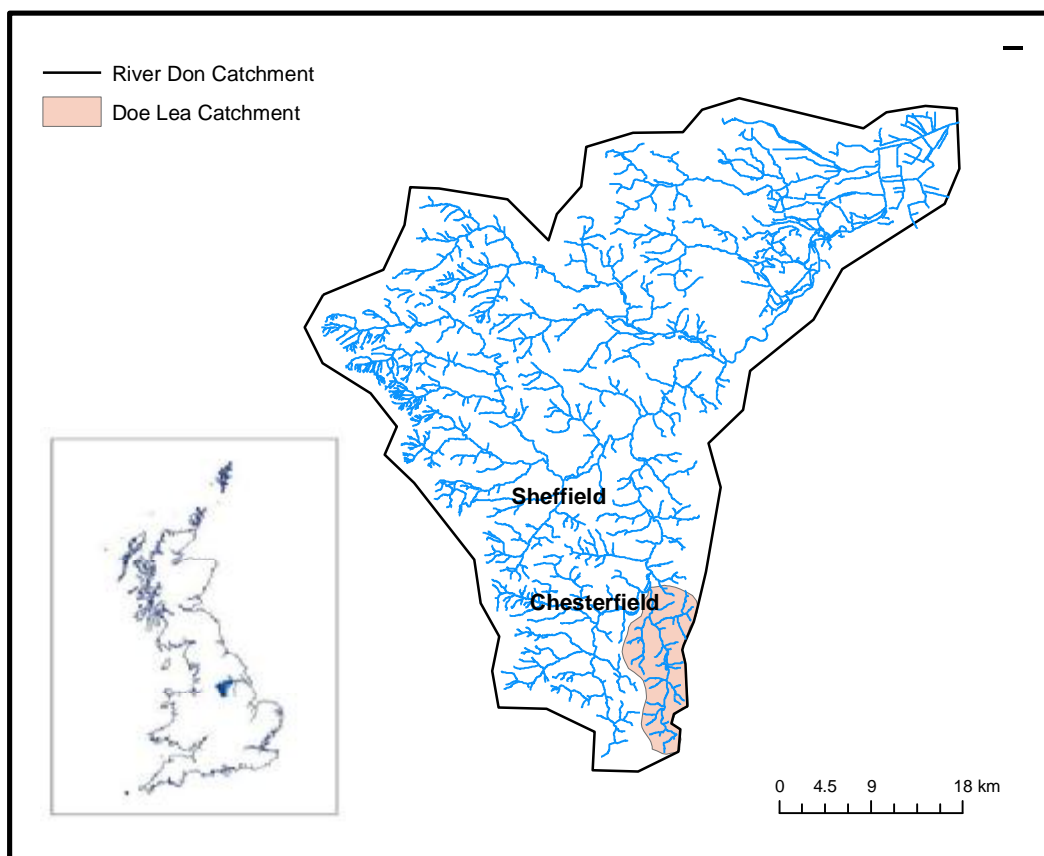 River Don Catchment
Doe Lea Catchment
Sheffield
Chesterfield
0 4.5 9 18 km